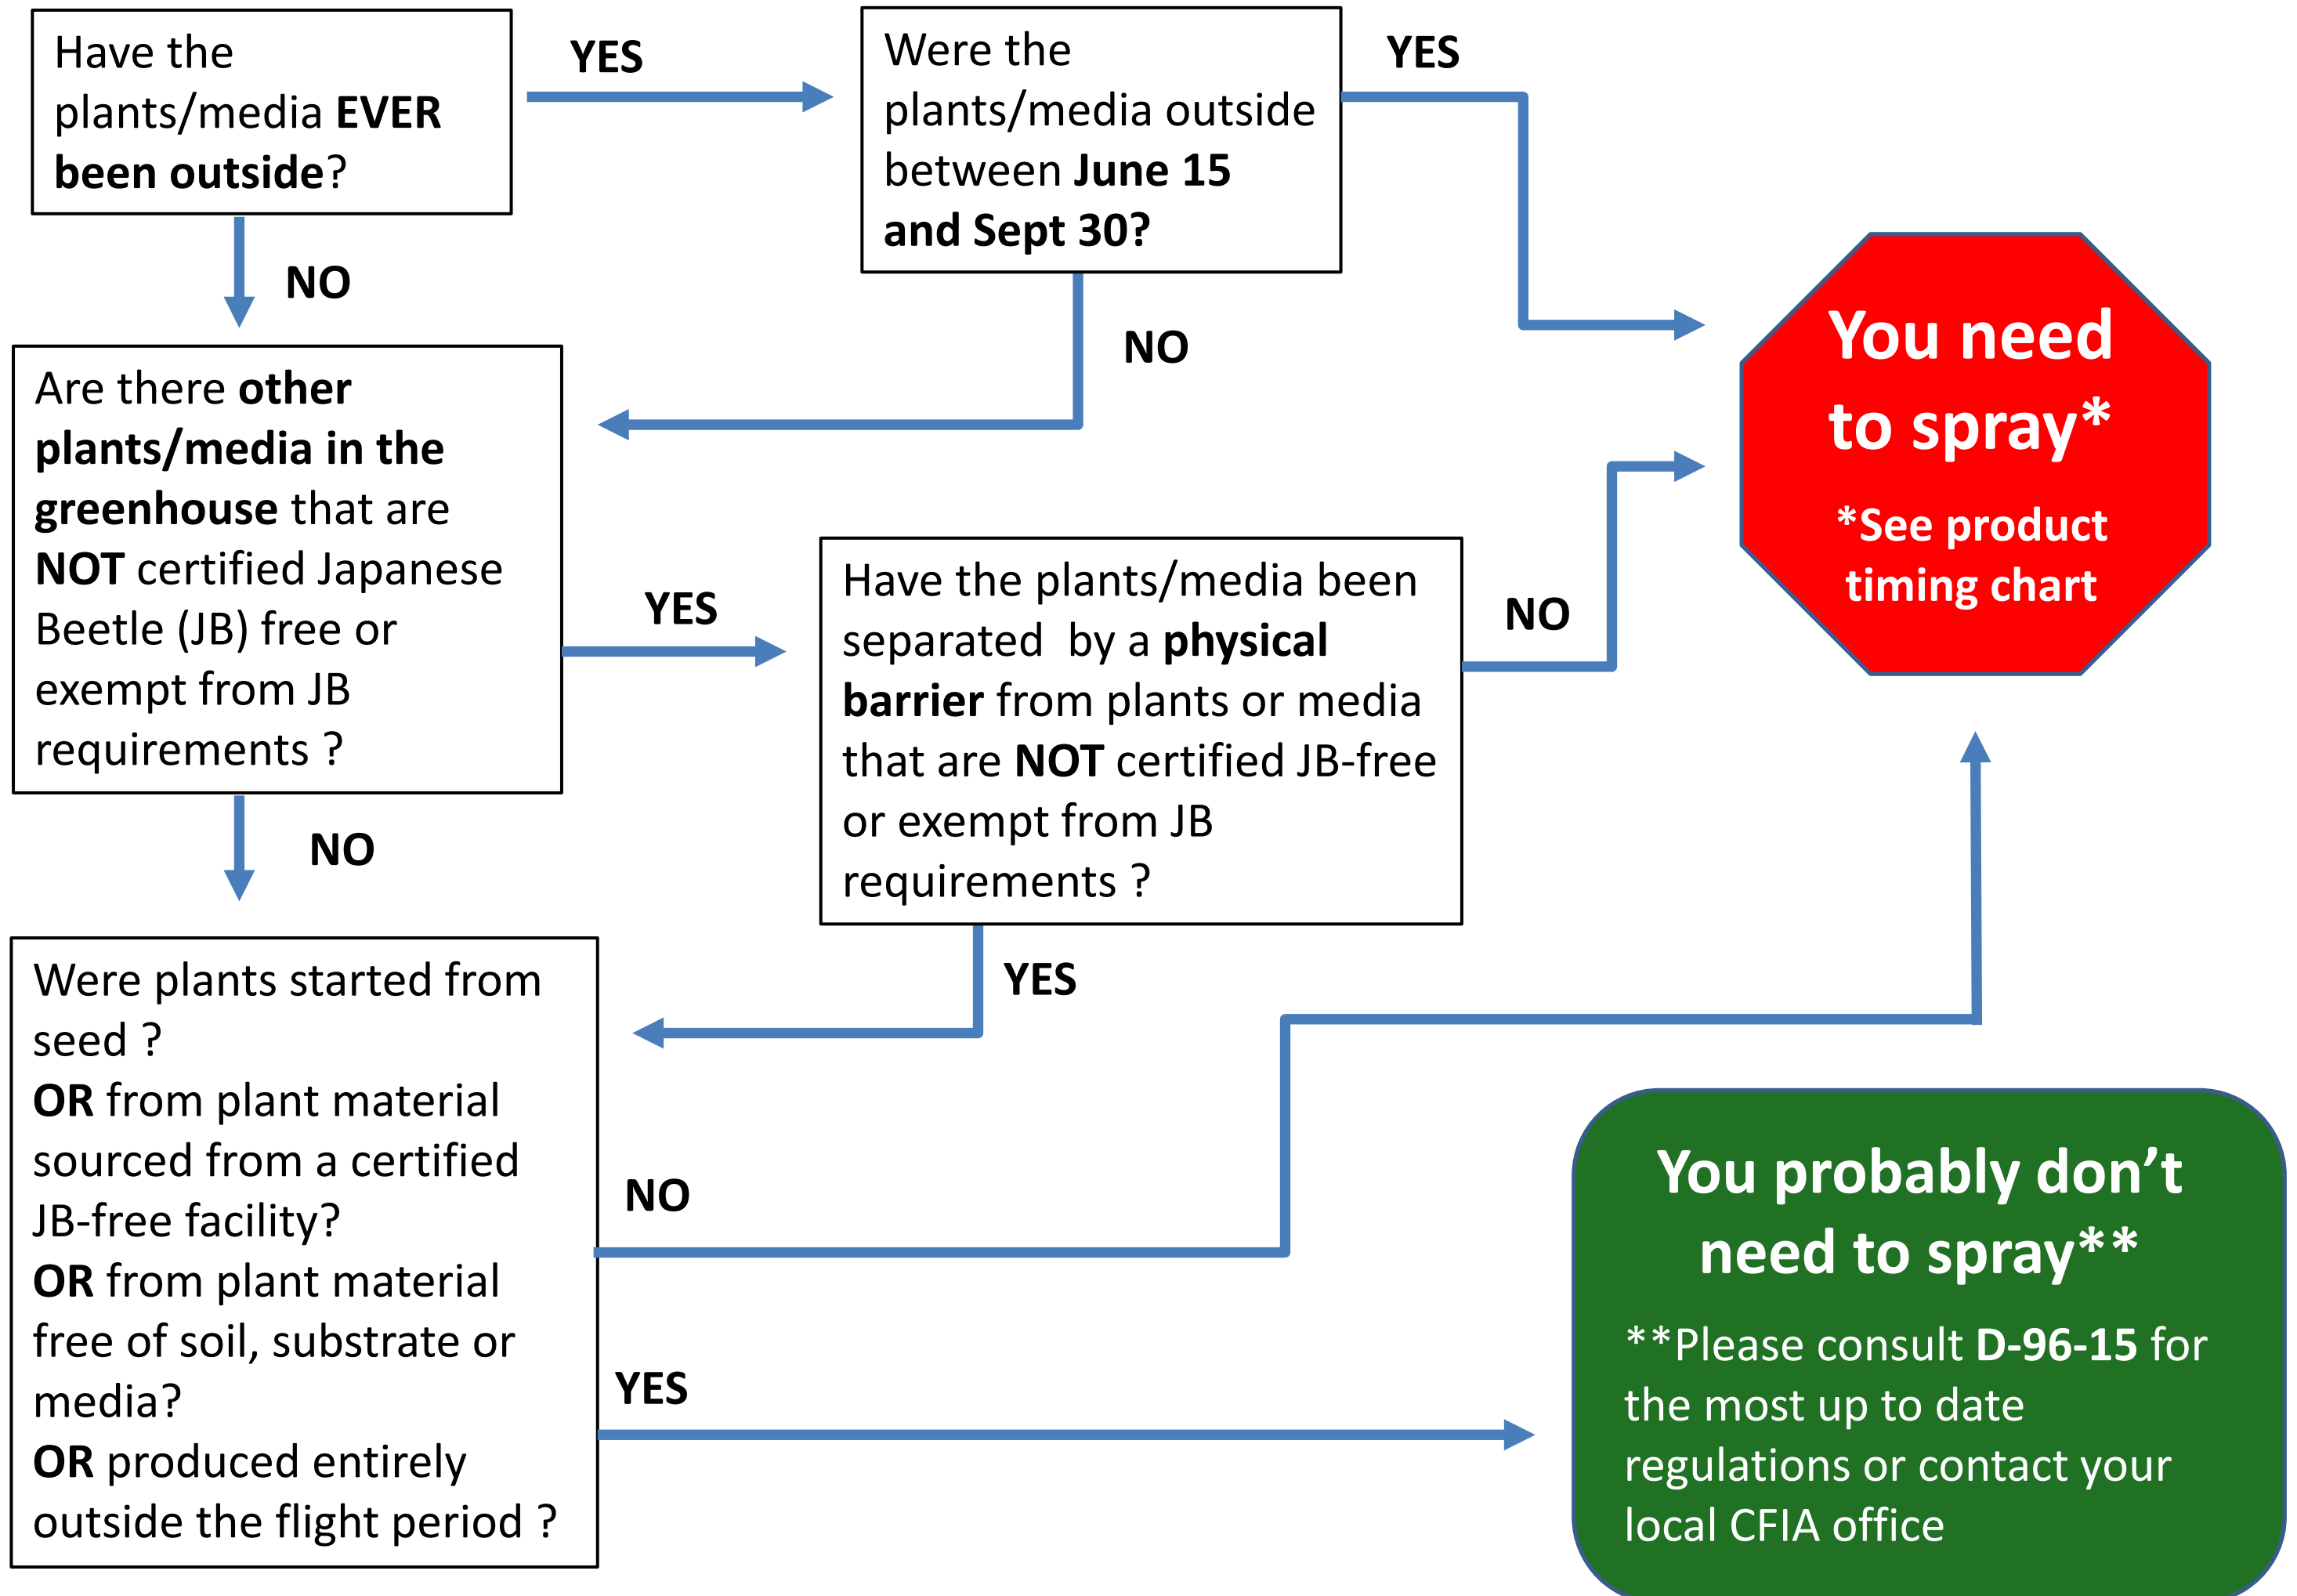 Have the
plants/media EVER
been outside?
YES
Were the
plants/media outside
between June 15
and Sept 30?
YES
NO
NO
Are there other
plants/media in the
greenhouse that are
NOT certified Japanese
Beetle (JB) free or
exempt from JB
requirements ?
YES
Have the plants/media been
separated  by a physical
barrier from plants or media
that are NOT certified JB-free
or exempt from JB
requirements ?
NO
You need
to spray*
*See product
timing chart
NO
YES
Were plants started from
seed ?
OR from plant material
sourced from a certified
JB-free facility?
OR from plant material
free of soil, substrate or
media?
OR produced entirely
outside the flight period ?
NO
YES
You probably don’t
need to spray**
**Please consult D-96-15 for
the most up to date
regulations or contact your
local CFIA office